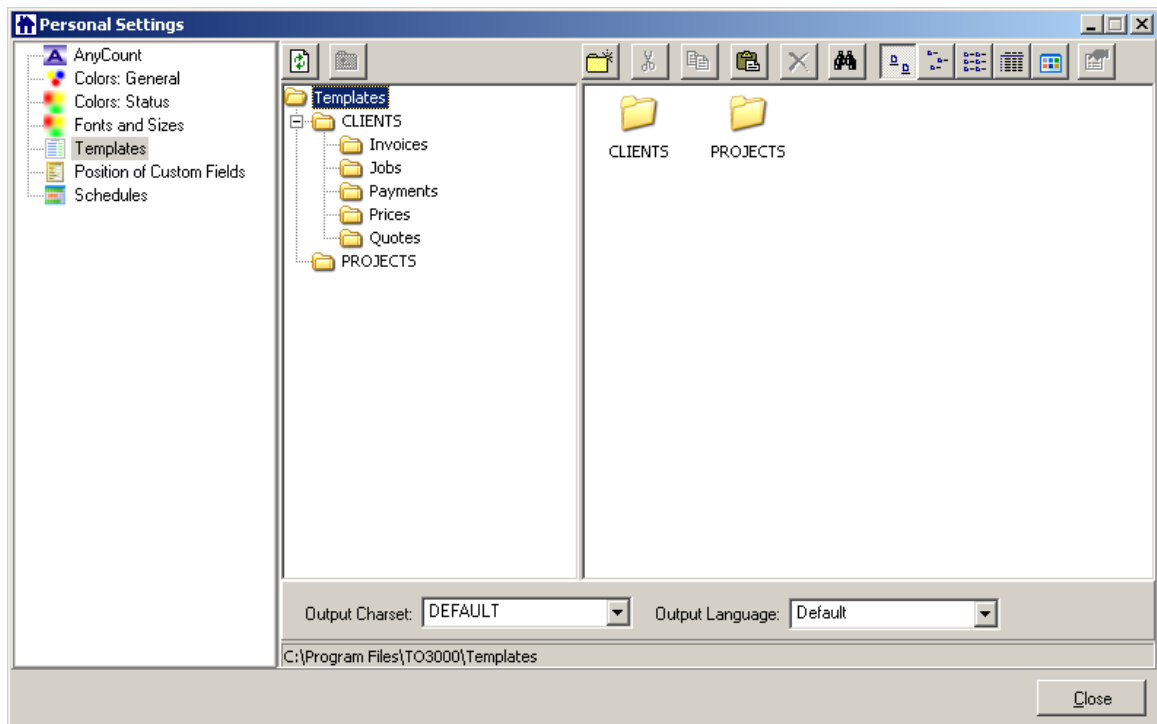 Personal Settings
AnyCount
Colors: General
Colors: Status
Fonts and Sizes
Templates
Position of Custom Fields
Schedules
Templates
CLIENTS
Invoices
Jobs
Payments
Prices
Quotes
PROJECTS
CLIENTS PROJECTS
Output Charset: DEFAULT Output Language: Default
C:\Program Files\TO3000\Templates
Close